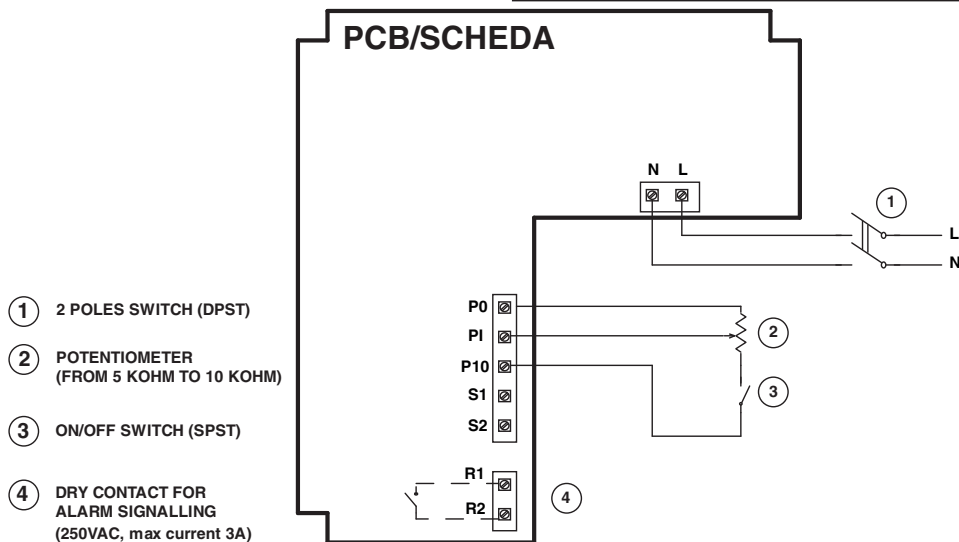 PCB/SCHEDA
N L
1
L
N
1 2 POLES SWITCH (DPST)
2 POTENTIOMETER
(FROM 5 KOHM TO 10 KOHM)
3 ON/OFF SWITCH (SPST)
4 DRY CONTACT FOR
ALARM SIGNALLING
(250VAC, max current 3A)
P0
PI
P10
S1
S2
2
3
R1
R2
4